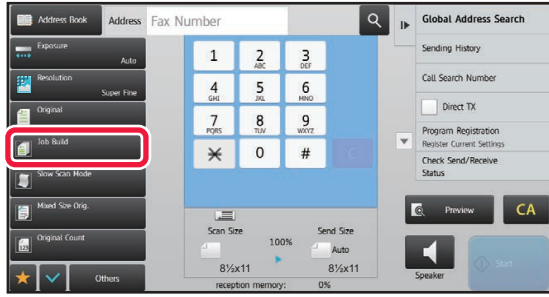 Address Book
Address
Fax Number
Exposure
Auto
Resolution
Super Fine
Original
Job Build
Slow Scan Mode
Mixed Size Orig.
Original Count
123
Others
1
2
ABC
3
DEF
4
GHI
5
JKL
6
MNO
7
PQRS
8
TUV
9
WXYZ
0
#
C
Scan Size
100%
Send Size
Auto
8½x11
8½x11
reception memory: 0%
Global Address Search
Sending History
Call Search Number
Direct TX
Program Registration
Register Current Settings
Check Send/Receive
Status
Preview
CA
Speaker
Start